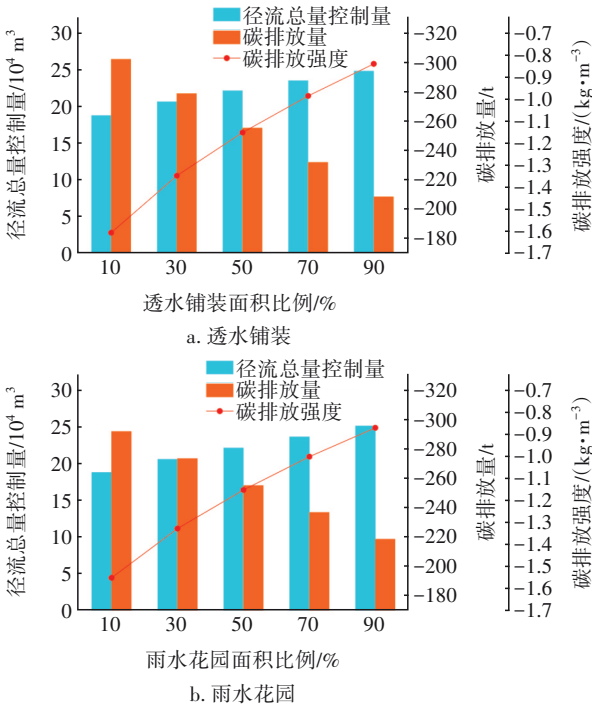 径流总量控制量
碳排放量
碳排放强度
径流总量控制量/10⁴ m³
30
25
20
15
10
5
0
10 30 50 70 90
透水铺装面积比例/%
−320
−300
−280
−260
−240
−220
−200
−180
碳排放量/t
−0.7
−0.8
−0.9
−1.0
−1.1
−1.2
−1.3
−1.4
−1.5
−1.6
−1.7
碳排放强度/(kg·m⁻³)
a. 透水铺装
径流总量控制量
碳排放量
碳排放强度
径流总量控制量/10⁴ m³
30
25
20
15
10
5
0
10 30 50 70 90
雨水花园面积比例/%
−320
−300
−280
−260
−240
−220
−200
−180
碳排放量/t
−0.7
−0.8
−0.9
−1.0
−1.1
−1.2
−1.3
−1.4
−1.5
−1.6
−1.7
碳排放强度/(kg·m⁻³)
b. 雨水花园